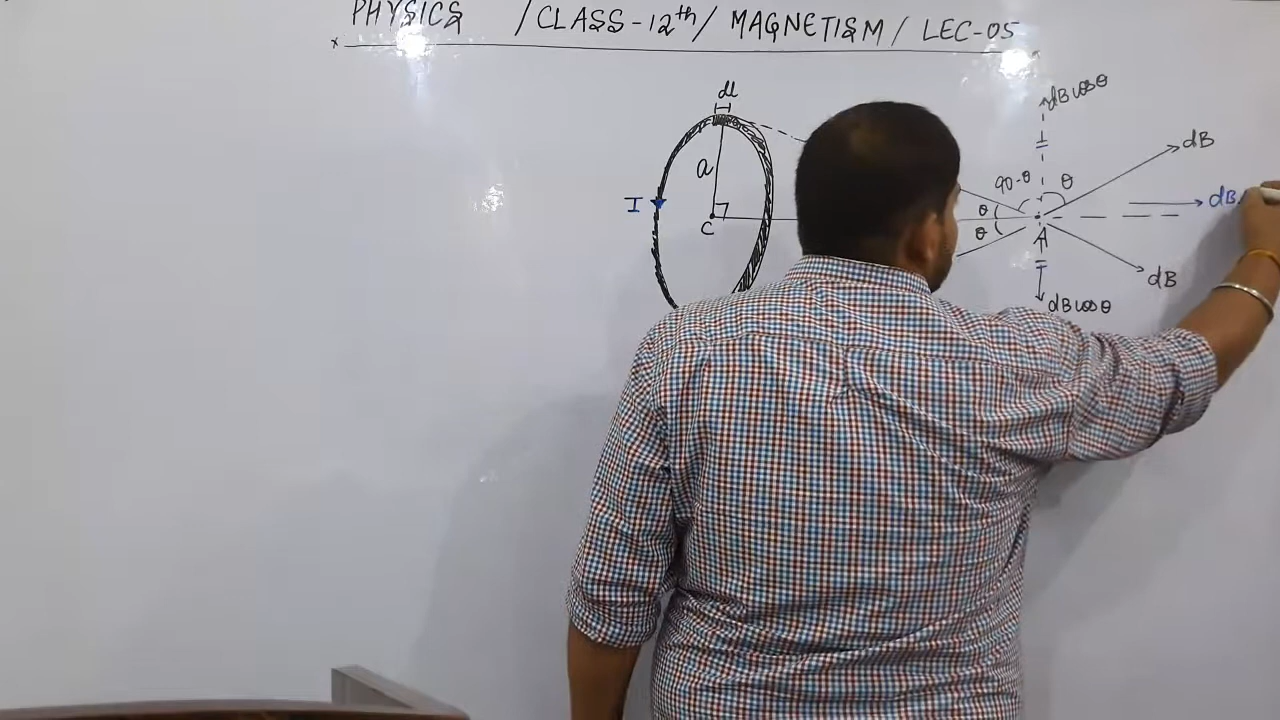 PHYSICS /CLASS-12th/ MAGNETISM/ LEC-05
dl
dB cosθ
dB
a
90-θ
θ
I
θ
dB
C
θ
A
dB
dB cosθ